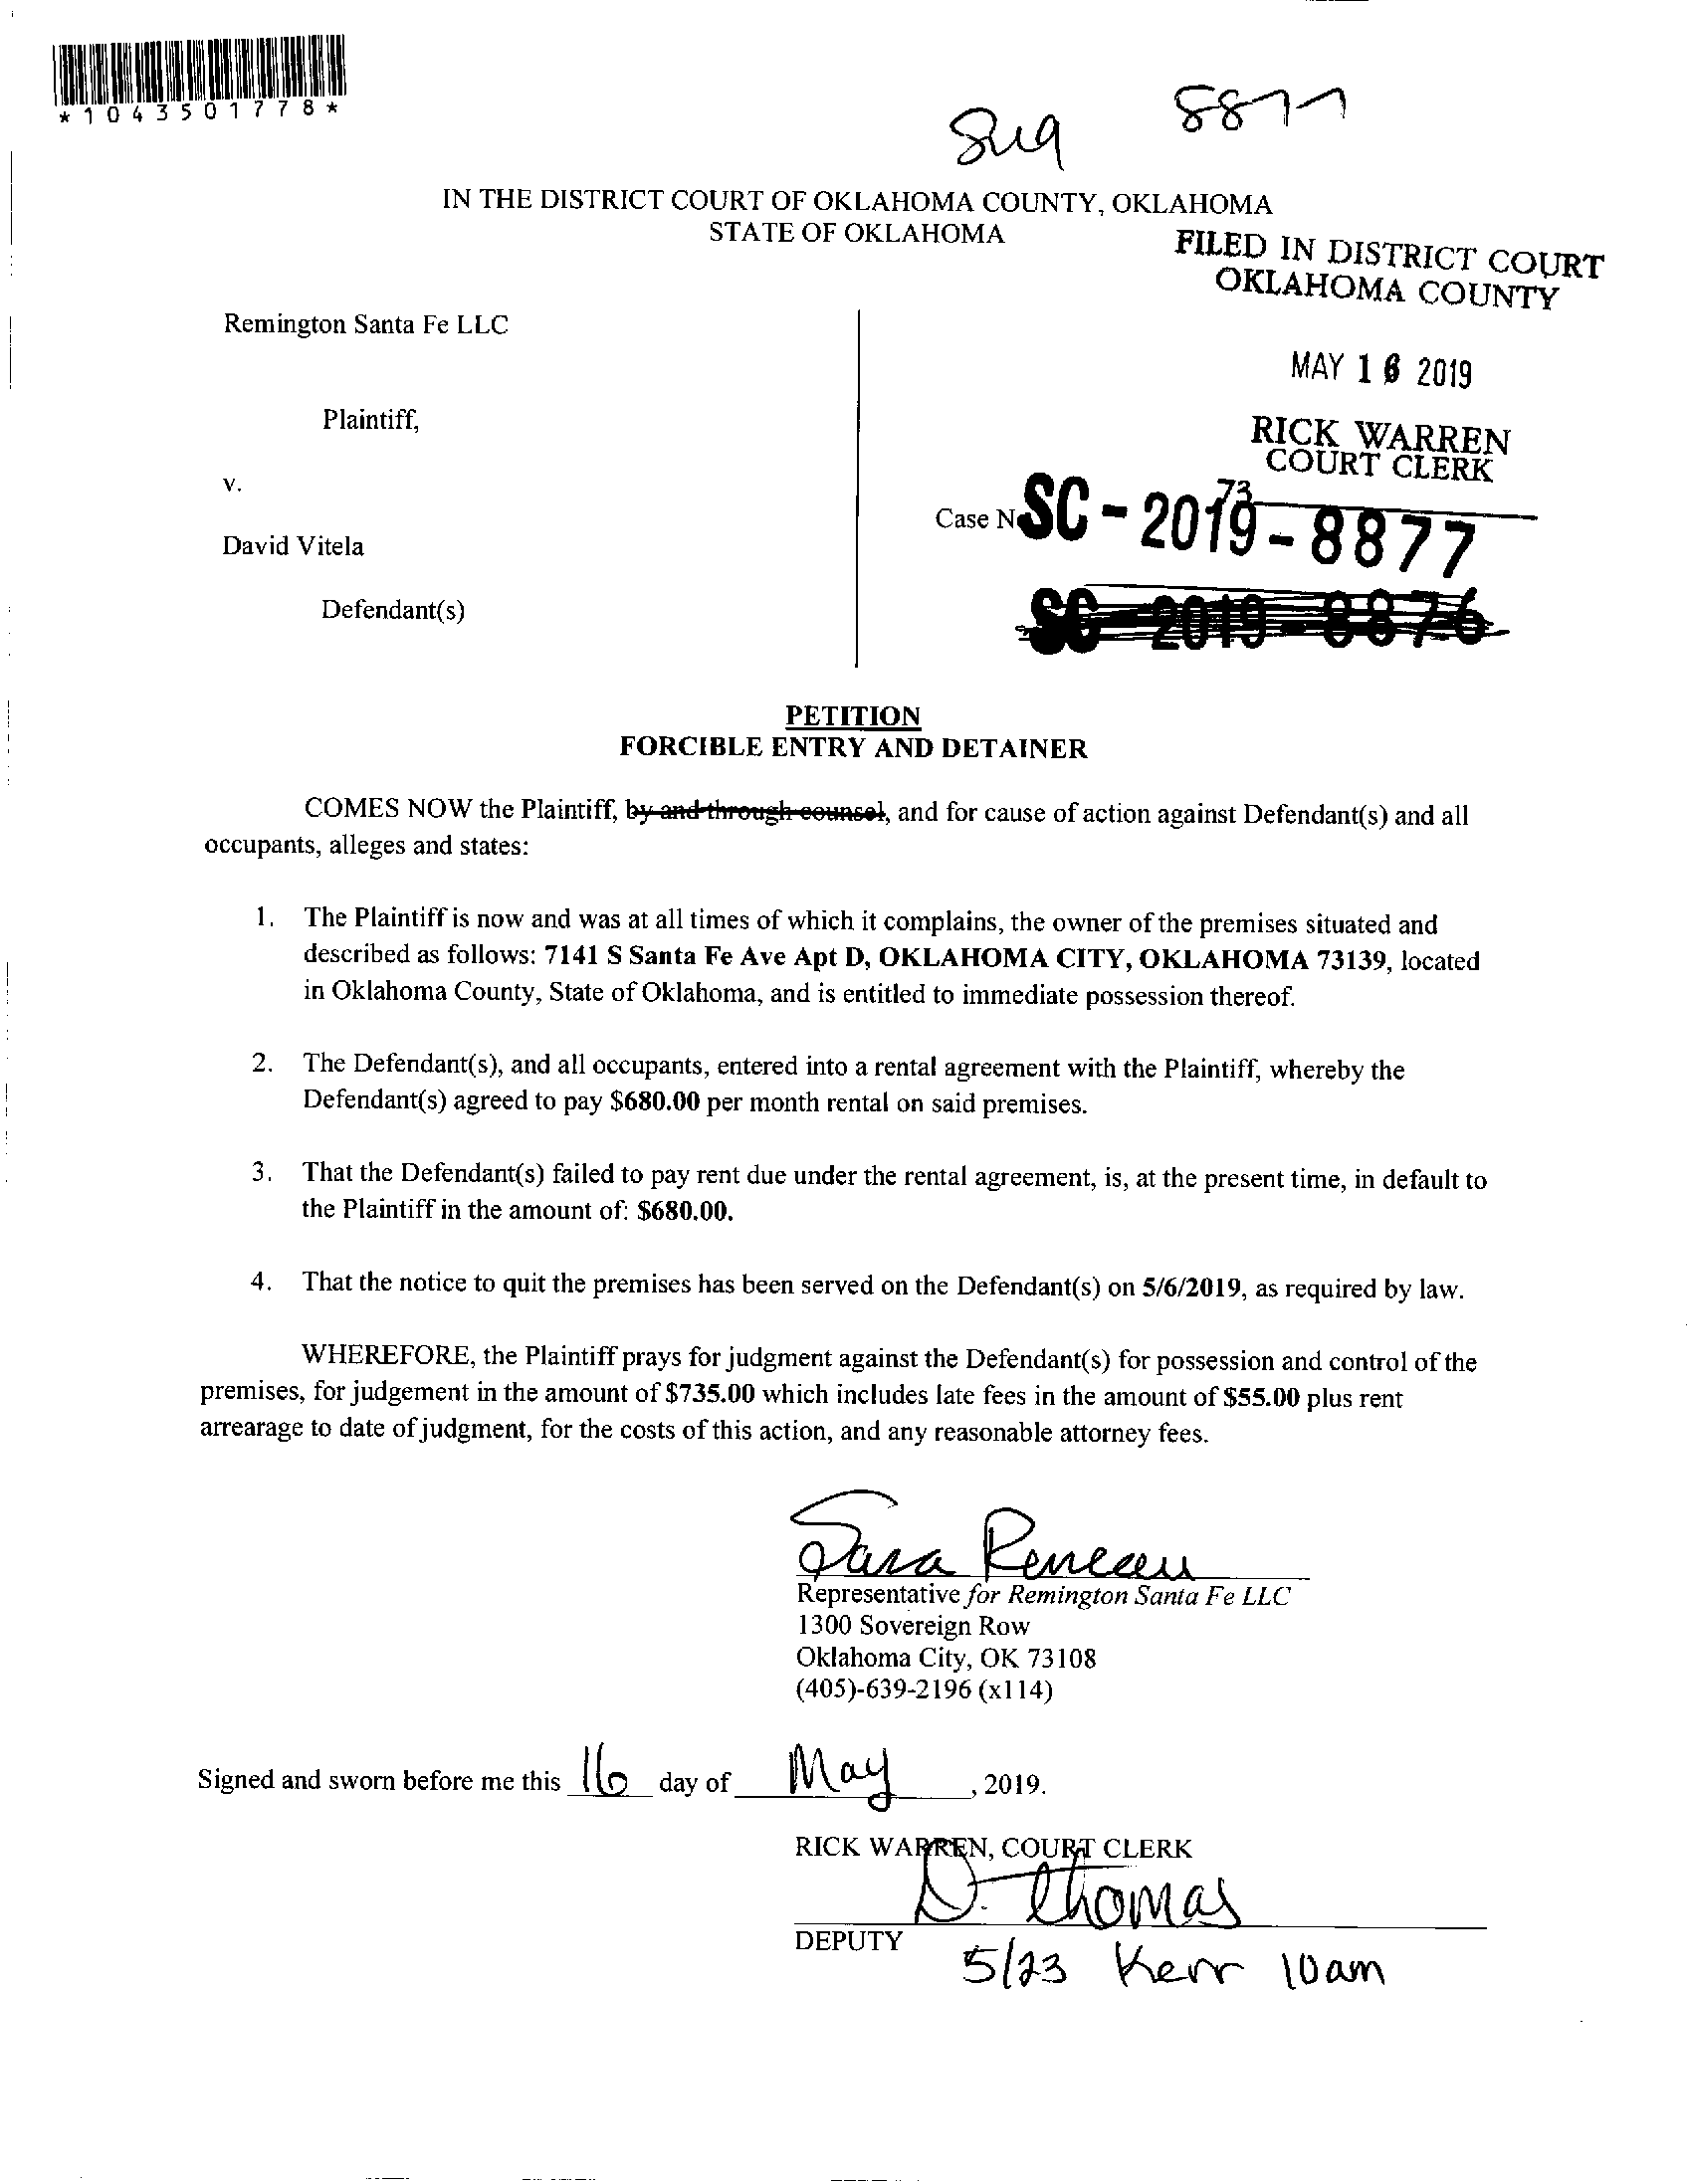 *1043501778*
8877
IN THE DISTRICT COURT OF OKLAHOMA COUNTY, OKLAHOMA
STATE OF OKLAHOMA
FILED IN DISTRICT COURT
OKLAHOMA COUNTY
Remington Santa Fe LLC
MAY 16 2019
Plaintiff,
RICK WARREN
COURT CLERK
v.
73
Case No SC-2019-8877
David Vitela
SC-2019-8876
Defendant(s)
PETITION
FORCIBLE ENTRY AND DETAINER
COMES NOW the Plaintiff, by and through counsel, and for cause of action against Defendant(s) and all
occupants, alleges and states:
1. The Plaintiff is now and was at all times of which it complains, the owner of the premises situated and
described as follows: 7141 S Santa Fe Ave Apt D, OKLAHOMA CITY, OKLAHOMA 73139, located
in Oklahoma County, State of Oklahoma, and is entitled to immediate possession thereof.
2. The Defendant(s), and all occupants, entered into a rental agreement with the Plaintiff, whereby the
Defendant(s) agreed to pay $680.00 per month rental on said premises.
3. That the Defendant(s) failed to pay rent due under the rental agreement, is, at the present time, in default to
the Plaintiff in the amount of: $680.00.
4. That the notice to quit the premises has been served on the Defendant(s) on 5/6/2019, as required by law.
WHEREFORE, the Plaintiff prays for judgment against the Defendant(s) for possession and control of the
premises, for judgement in the amount of $735.00 which includes late fees in the amount of $55.00 plus rent
arrearage to date of judgment, for the costs of this action, and any reasonable attorney fees.
Sara Reneau
Representative for Remington Santa Fe LLC
1300 Sovereign Row
Oklahoma City, OK 73108
(405)-639-2196 (x114)
Signed and sworn before me this 16 day of May, 2019.
RICK WARREN, COURT CLERK
D. Thomas
DEPUTY
5/23 Kerr 10am